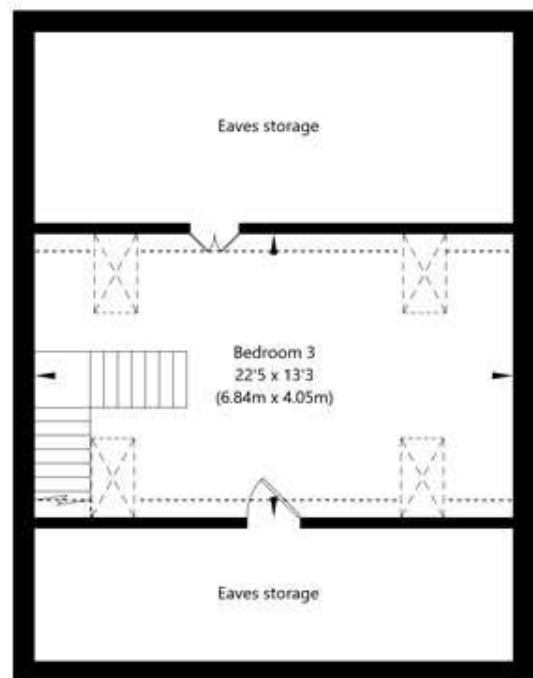 Eaves storage
Bedroom 3
22'5 x 13'3
(6.84m x 4.05m)
Eaves storage